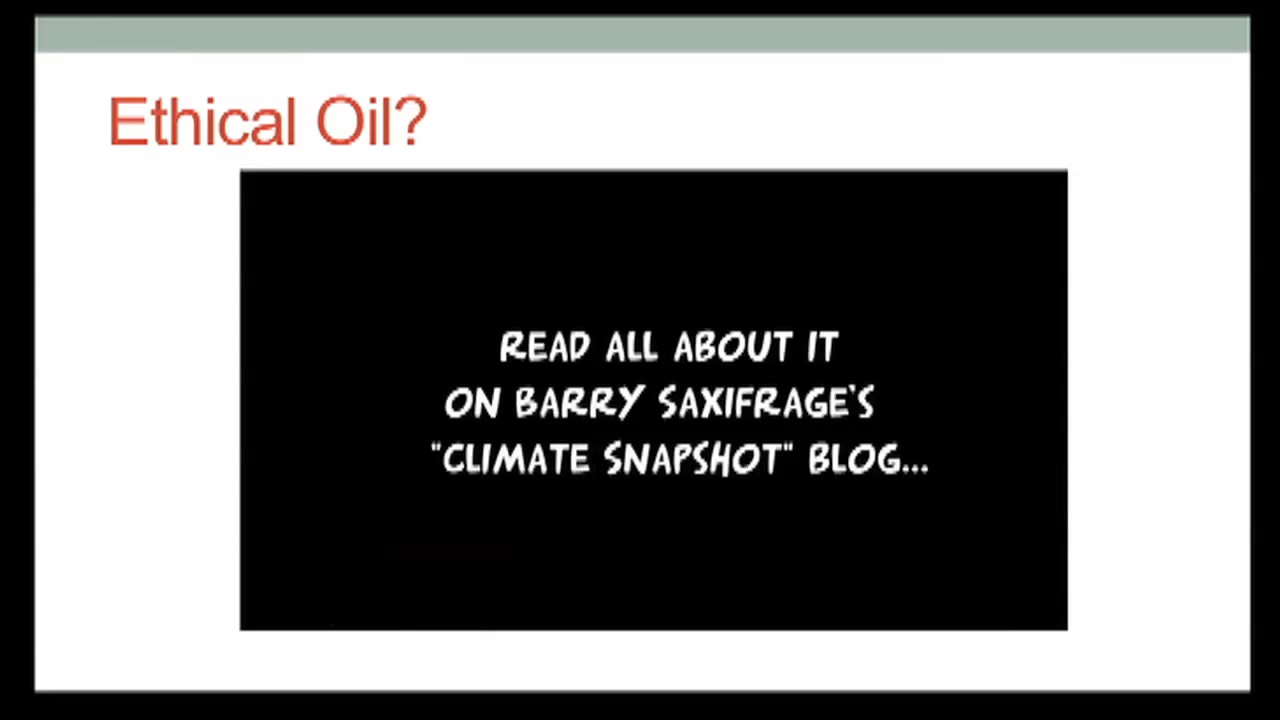 Ethical Oil?
READ ALL ABOUT IT
ON BARRY SAXIFRAGE'S
"CLIMATE SNAPSHOT" BLOG...